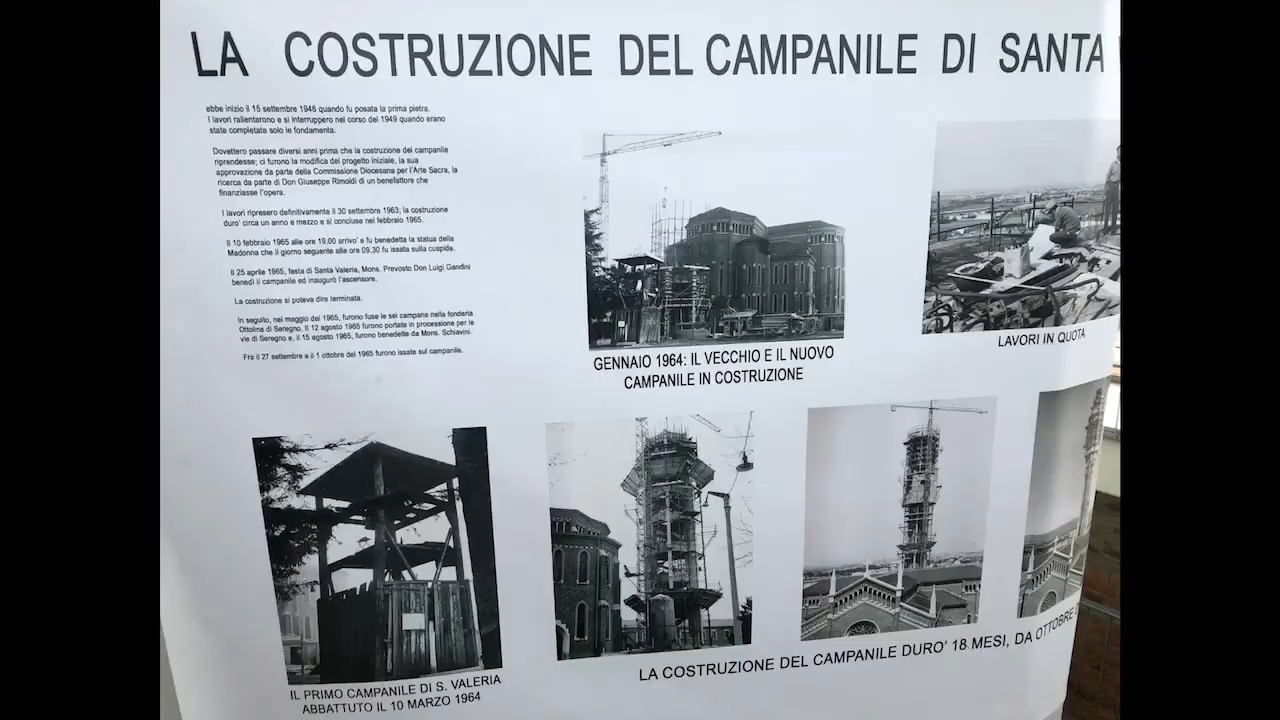 LA COSTRUZIONE DEL CAMPANILE DI SANTA
ebbe inizio il 15 settembre 1946 quando fu posata la prima pietra.
I lavori rallentarono e si interruppero nel corso del 1949 quando erano
state completate solo le fondamenta.
Dovettero passare diversi anni prima che la costruzione del campanile
riprendesse; ci furono la modifica del progetto iniziale, la sua
approvazione da parte della Commissione Diocesana per l'Arte Sacra, la
ricerca da parte di Don Giuseppe Rimoldi di un benefattore che
finanziasse l'opera.
I lavori ripresero definitivamente il 30 settembre 1963; la costruzione
duro' circa un anno e mezzo e si concluse nel febbraio 1965.
Il 10 febbraio 1965 alle ore 19,00 arrivo' e fu benedetta la statua della
Madonna che il giorno seguente alle ore 09,30 fu issata sulla cuspide.
Il 25 aprile 1965, festa di Santa Valeria, Mons. Prevosto Don Luigi Gandini
benedì il campanile ed inaugurò l'ascensore.
La costruzione si poteva dire terminata.
In seguito, nel maggio del 1965, furono fuse le sei campane nella fonderia
Ottolina di Seregno. Il 12 agosto 1965 furono portate in processione per le
vie di Seregno e, il 15 agosto 1965, furono benedette da Mons. Schiavini.
Fra il 27 settembre e il 1 ottobre del 1965 furono issate sul campanile.
GENNAIO 1964: IL VECCHIO E IL NUOVO
CAMPANILE IN COSTRUZIONE
LAVORI IN QUOTA
IL PRIMO CAMPANILE DI S. VALERIA
ABBATTUTO IL 10 MARZO 1964
LA COSTRUZIONE DEL CAMPANILE DURO' 18 MESI, DA OTTOBRE